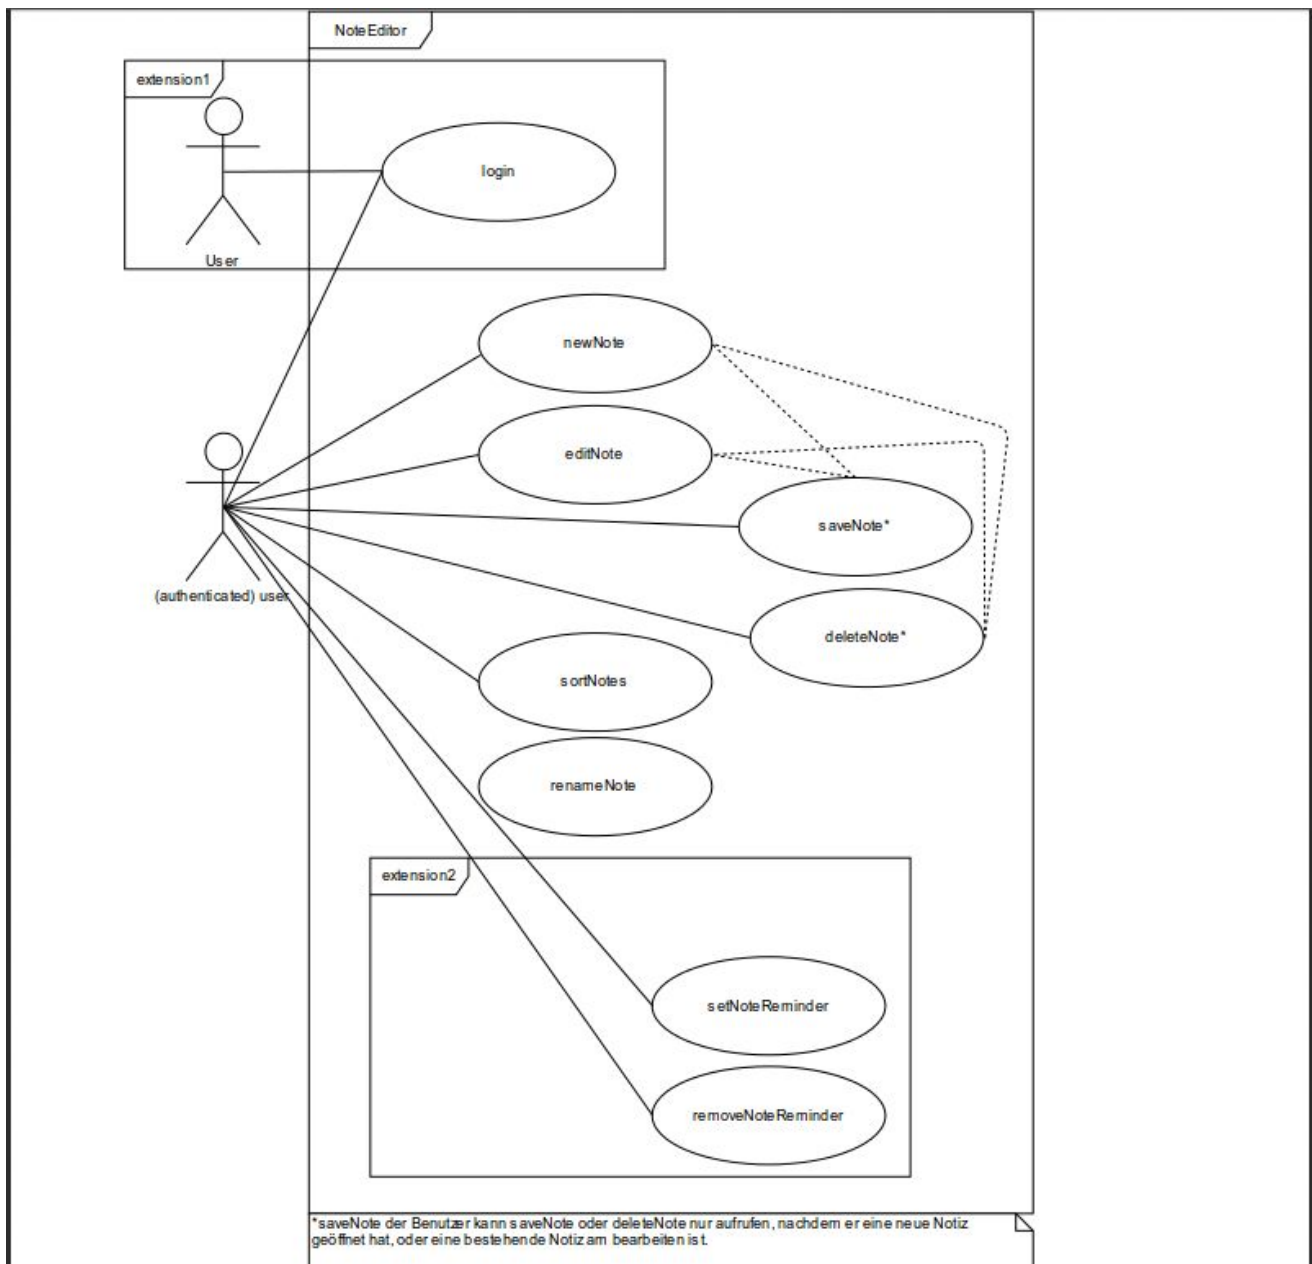 NoteEditor
extension1
login
User
newNote
editNote
saveNote*
(authenticated) user
deleteNote*
sortNotes
renameNote
extension2
setNoteReminder
removeNoteReminder
*saveNote der Benutzer kann saveNote oder deleteNote nur aufrufen, nachdem er eine neue Notiz
geöffnet hat, oder eine bestehende Notiz am bearbeiten ist.